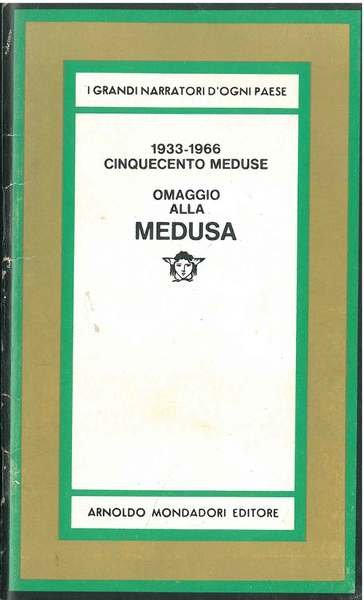 I GRANDI NARRATORI D'OGNI PAESE
1933-1966
CINQUECENTO MEDUSE
OMAGGIO
ALLA
MEDUSA
ARNOLDO MONDADORI EDITORE